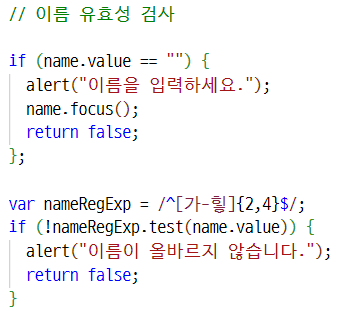 // 이름 유효성 검사
if (name.value == "") {
  alert("이름을 입력하세요.");
  name.focus();
  return false;
};
var nameRegExp = /^[가-힣]{2,4}$/;
if (!nameRegExp.test(name.value)) {
  alert("이름이 올바르지 않습니다.");
  return false;
}